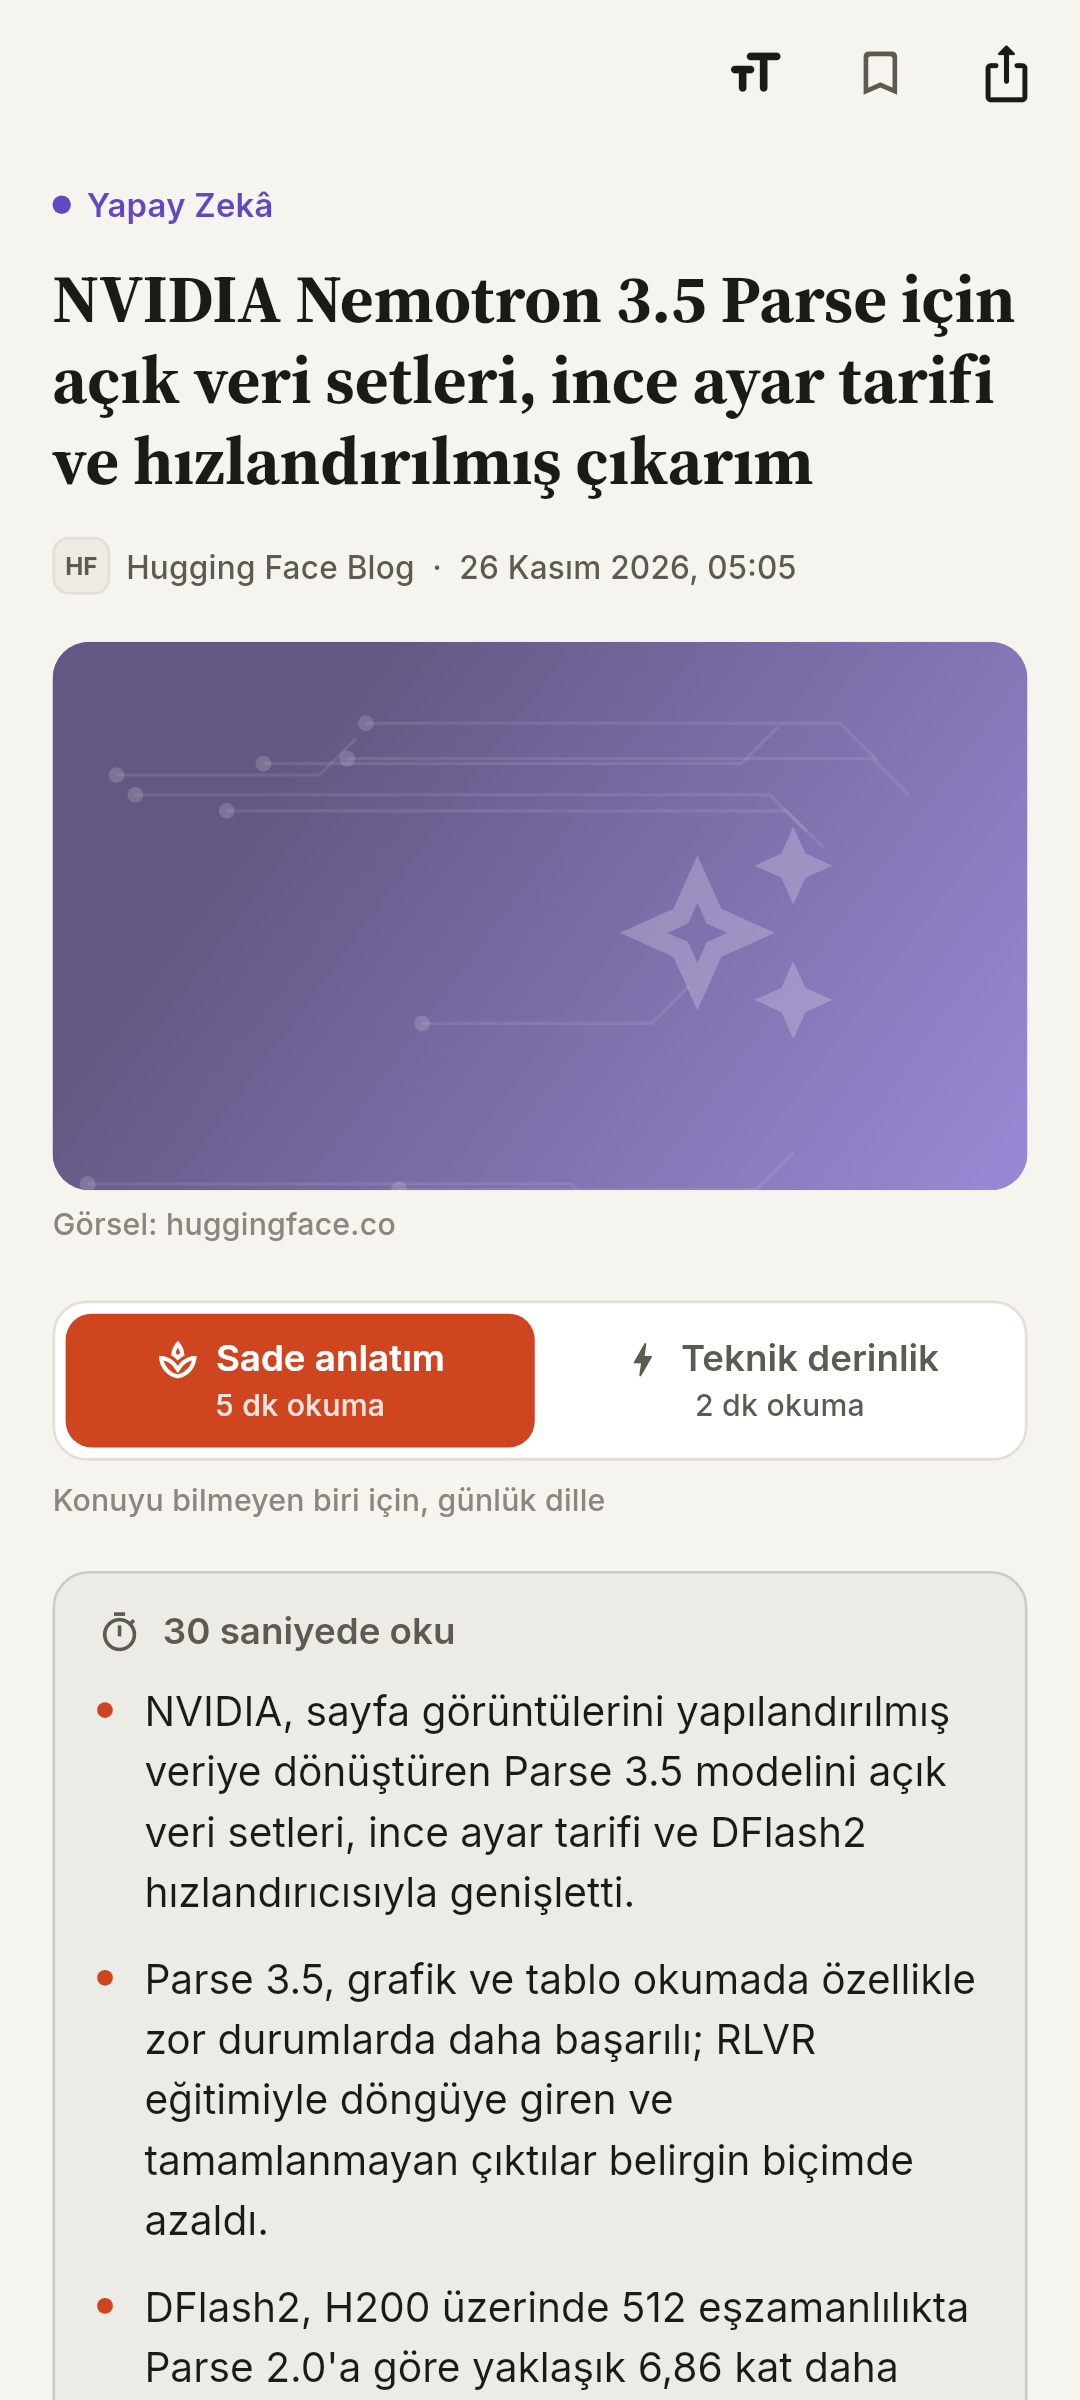 Yapay Zekâ
NVIDIA Nemotron 3.5 Parse için
açık veri setleri, ince ayar tarifi
ve hızlandırılmış çıkarım
HF Hugging Face Blog · 26 Kasım 2026, 05:05
Görsel: huggingface.co
Sade anlatım
5 dk okuma
Teknik derinlik
2 dk okuma
Konuyu bilmeyen biri için, günlük dille
30 saniyede oku
NVIDIA, sayfa görüntülerini yapılandırılmış
veriye dönüştüren Parse 3.5 modelini açık
veri setleri, ince ayar tarifi ve DFlash2
hızlandırıcısıyla genişletti.
Parse 3.5, grafik ve tablo okumada özellikle
zor durumlarda daha başarılı; RLVR
eğitimiyle döngüye giren ve
tamamlanmayan çıktılar belirgin biçimde
azaldı.
DFlash2, H200 üzerinde 512 eşzamanlılıkta
Parse 2.0'a göre yaklaşık 6,86 kat daha